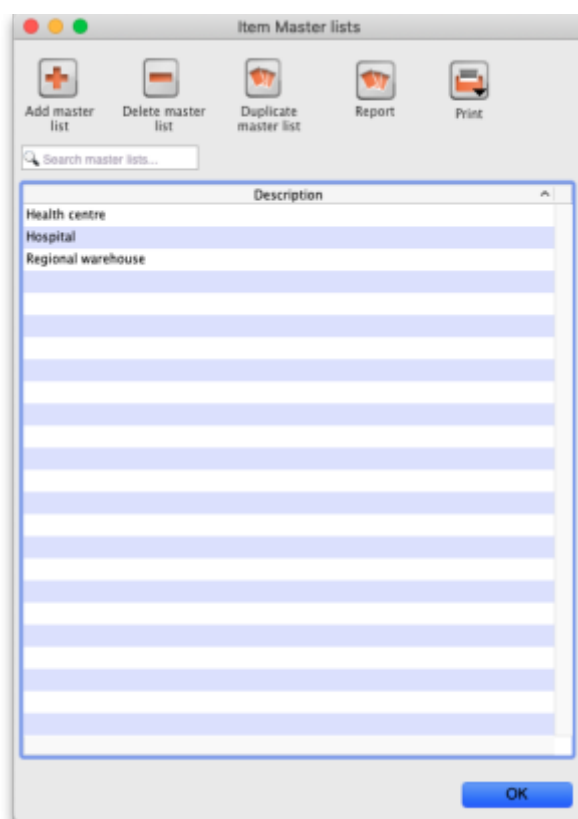 Item Master lists
Add master list
Delete master list
Duplicate master list
Report
Print
Search master lists...
Description
Health centre
Hospital
Regional warehouse
OK